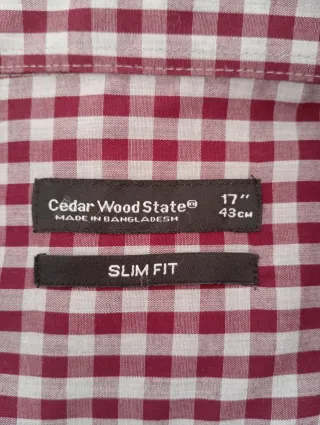 Cedar Wood State® 17"
MADE IN BANGLADESH 43CM
SLIM FIT